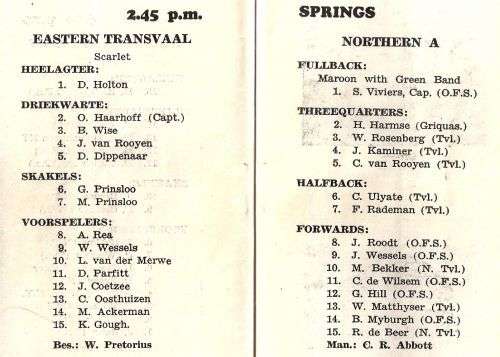 2.45 p.m.
EASTERN TRANSVAAL
Scarlet
HEELAGTER:
1. D. Holton
DRIEKWARTE:
2. O. Haarhoff (Capt.)
3. B. Wise
4. J. van Rooyen
5. D. Dippenaar
SKAKELS:
6. G. Prinsloo
7. M. Prinsloo
VOORSPELERS:
8. A. Rea
9. W. Wessels
10. L. van der Merwe
11. D. Parfitt
12. J. Coetzee
13. C. Oosthuizen
14. M. Ackerman
15. K. Gough.
Bes.: W. Pretorius
SPRINGS
NORTHERN A
FULLBACK:
Maroon with Green Band
1. S. Viviers, Cap. (O.F.S.)
THREEQUARTERS:
2. H. Harmse (Griquas.)
3. W. Rosenberg (Tvl.)
4. J. Kaminer (Tvl.)
5. C. van Rooyen (Tvl.)
HALFBACK:
6. C. Ulyate (Tvl.)
7. F. Rademan (Tvl.)
FORWARDS:
8. J. Roodt (O.F.S.)
9. J. Wessels (O.F.S.)
10. M. Bekker (N. Tvl.)
11. C. de Wilsem (O.F.S.)
12. G. Hill (O.F.S.)
13. W. Matthyser (Tvl.)
14. B. Myburgh (O.F.S.)
15. R. de Beer (N. Tvl.)
Man.: C. R. Abbott